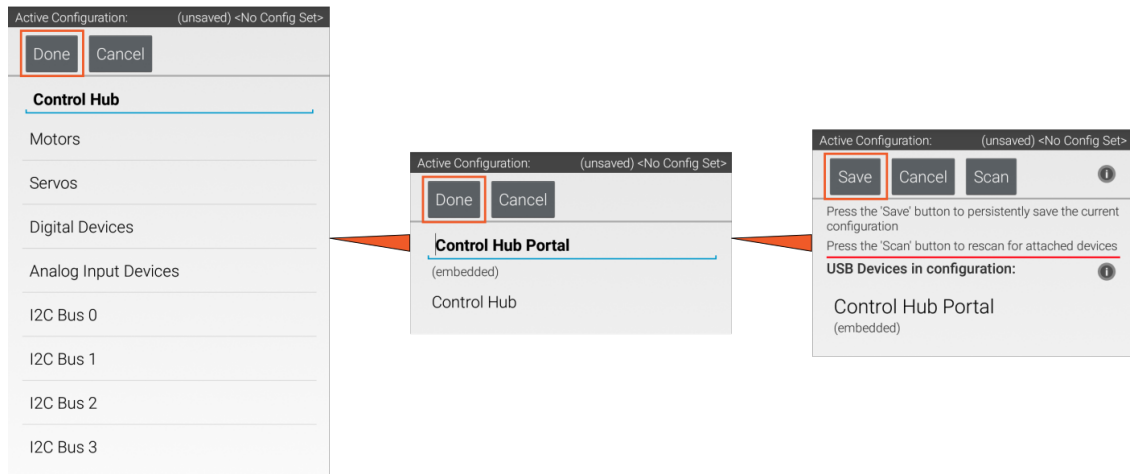 Active Configuration: (unsaved) <No Config Set>
Done Cancel
Control Hub
Motors
Servos
Digital Devices
Analog Input Devices
I2C Bus 0
I2C Bus 1
I2C Bus 2
I2C Bus 3
Active Configuration: (unsaved) <No Config Set>
Done Cancel
Control Hub Portal
(embedded)
Control Hub
Active Configuration: (unsaved) <No Config Set>
Save Cancel Scan
Press the 'Save' button to persistently save the current
configuration
Press the 'Scan' button to rescan for attached devices
USB Devices in configuration:
Control Hub Portal
(embedded)